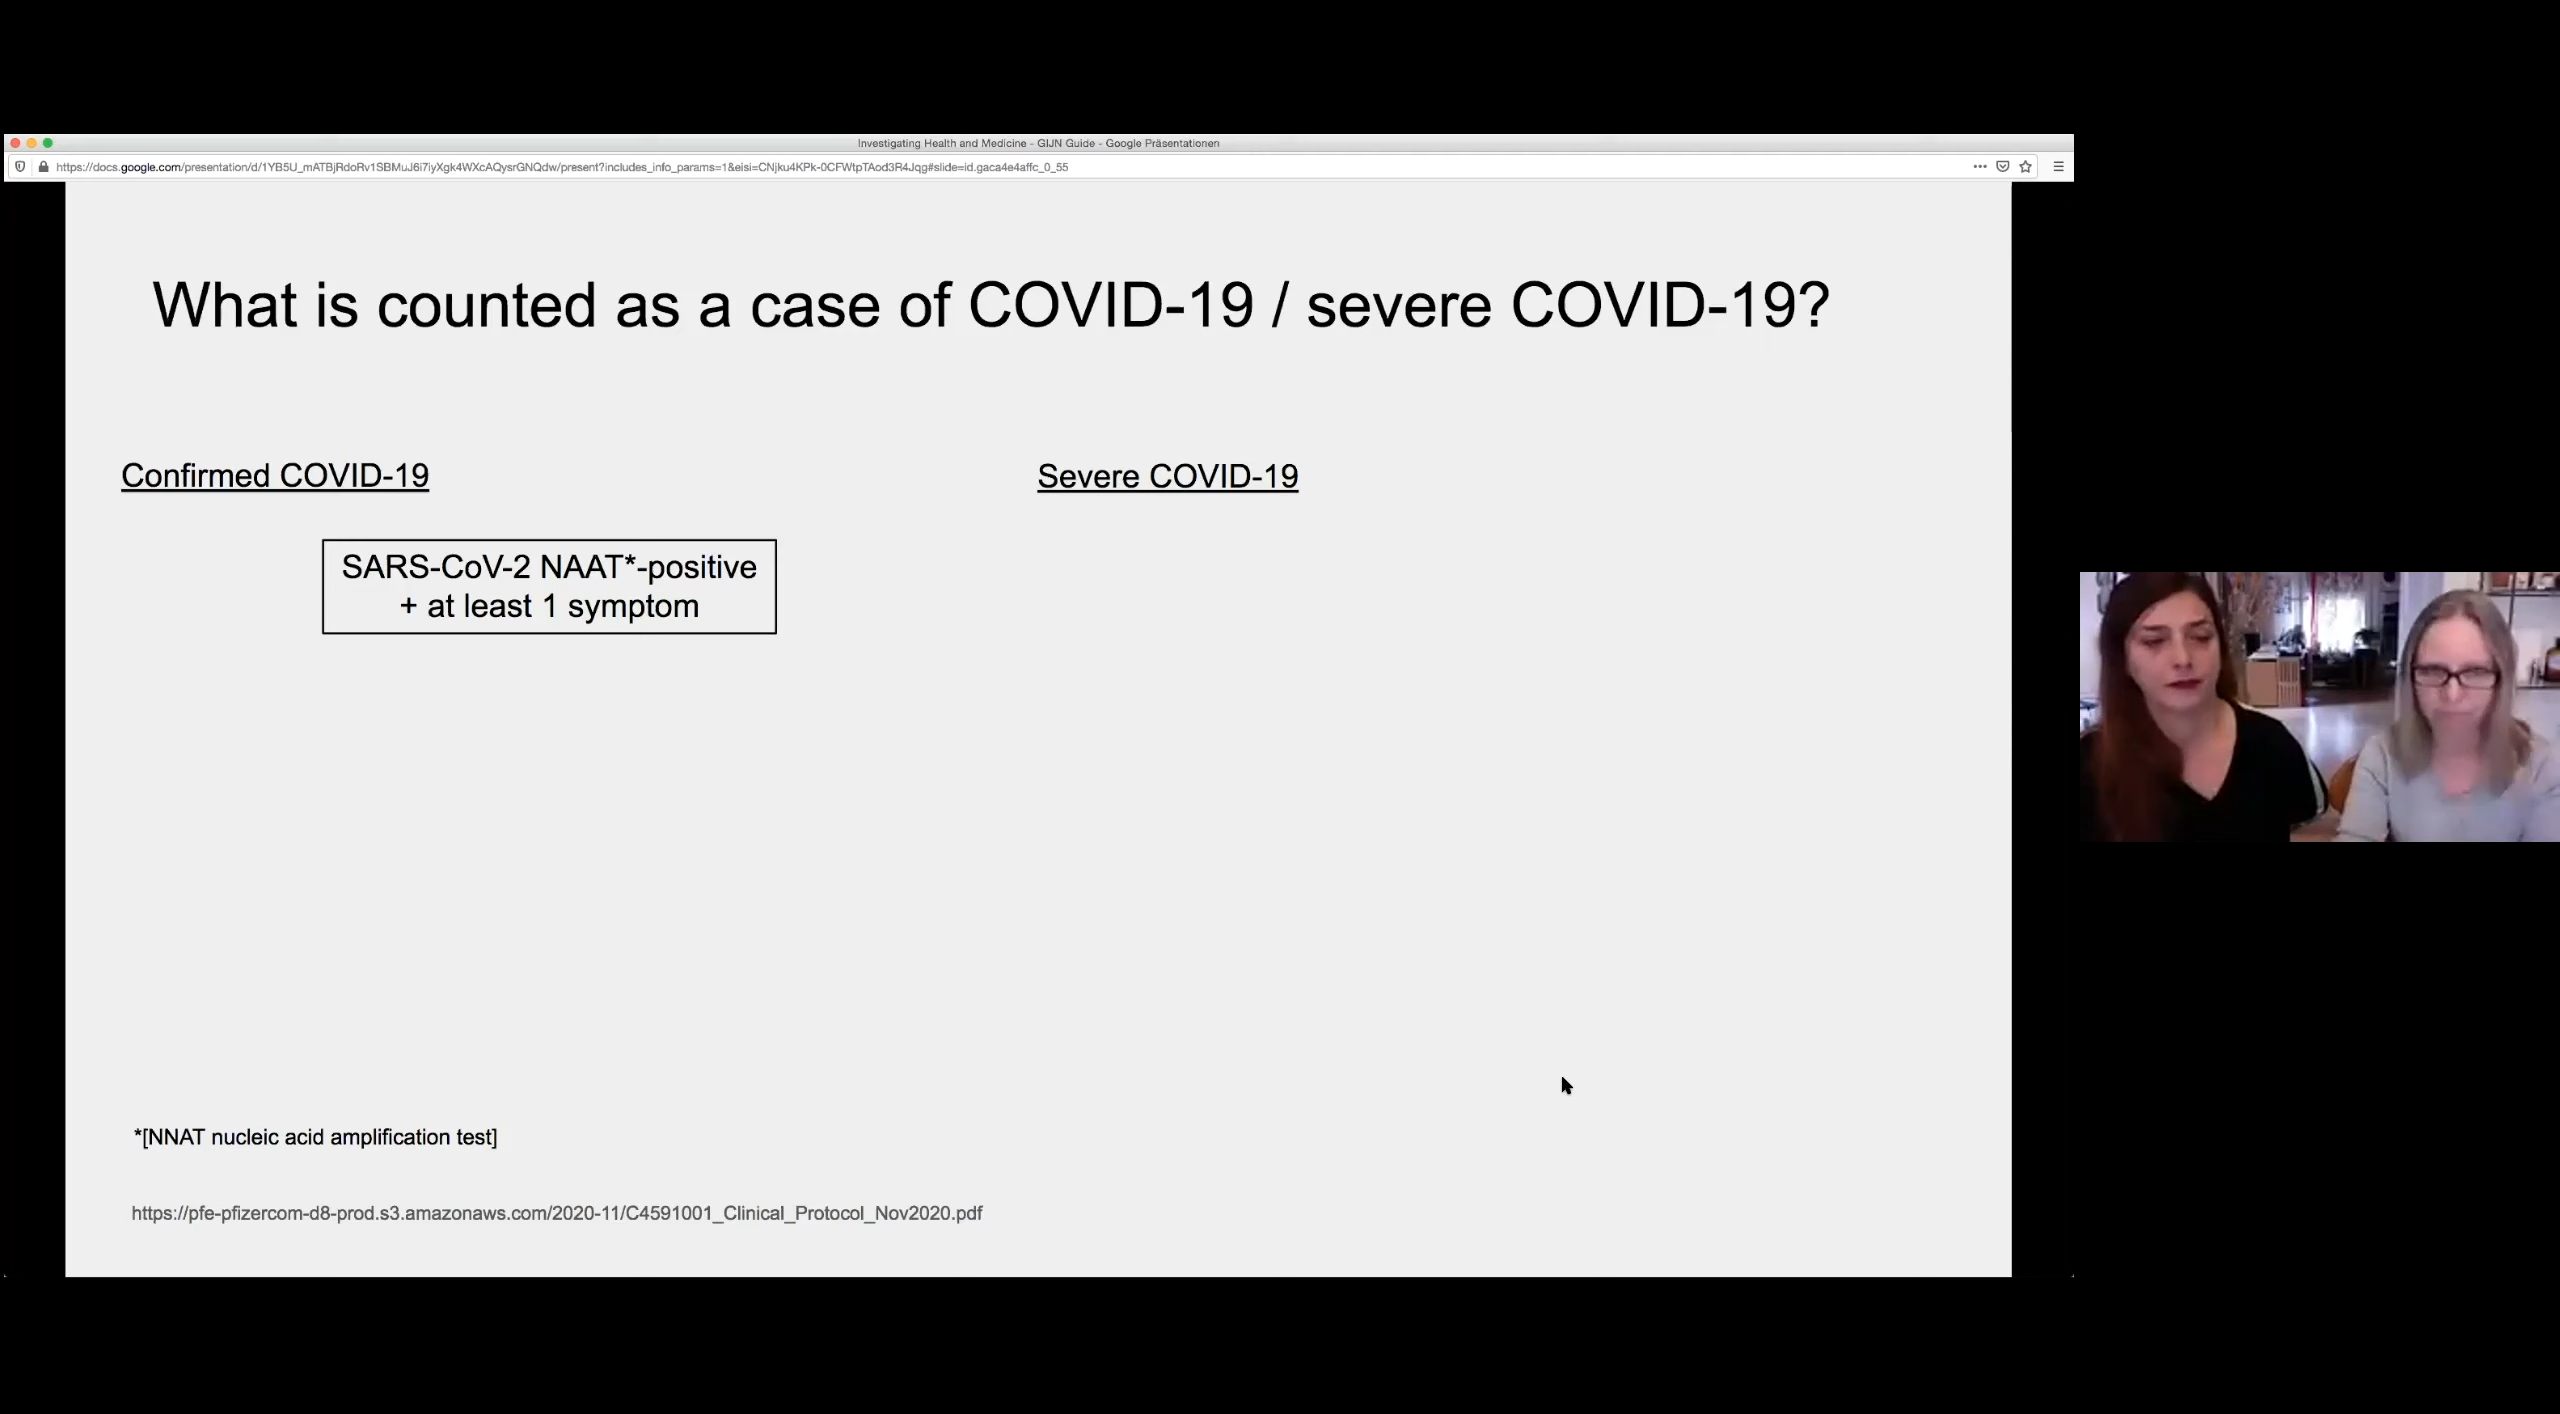 Investigating Health and Medicine - GIJN Guide - Google Präsentationen
https://docs.google.com/presentation/d/1YB5U_mATBjRdoRv1SBMuJ6i7iyXgk4WXcAQysrGNQdw/present?includes_info_params=1&eisi=CNjku4KPk-0CFWtpTAod3R4Jqg#slide=id.gaca4e4affc_0_55
What is counted as a case of COVID-19 / severe COVID-19?
Confirmed COVID-19
Severe COVID-19
SARS-CoV-2 NAAT*-positive
+ at least 1 symptom
*[NNAT nucleic acid amplification test]
https://pfe-pfizercom-d8-prod.s3.amazonaws.com/2020-11/C4591001_Clinical_Protocol_Nov2020.pdf